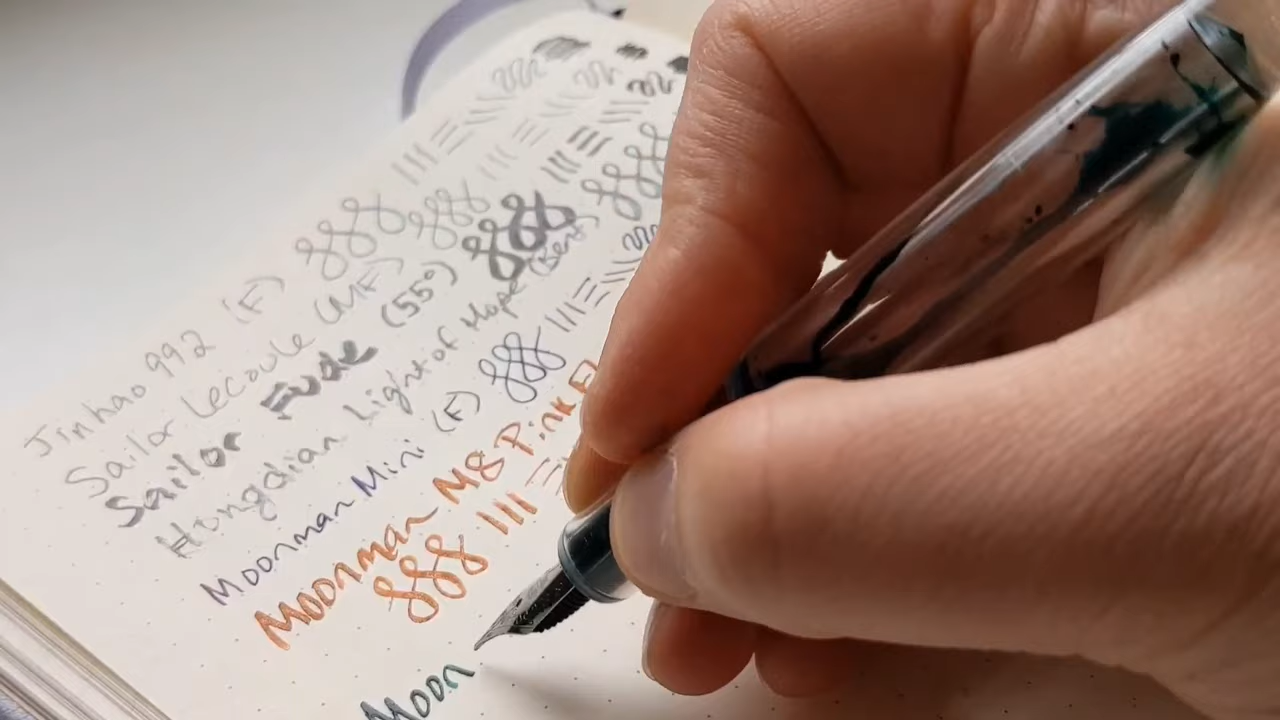 Jinhao 992 (F)
Sailor Lecoule (MF)
Sailor Fude (55°)
Hongdian Light of Hope (Bent)
Moonman Mini (F)
Moonman M8 Pink
Moon